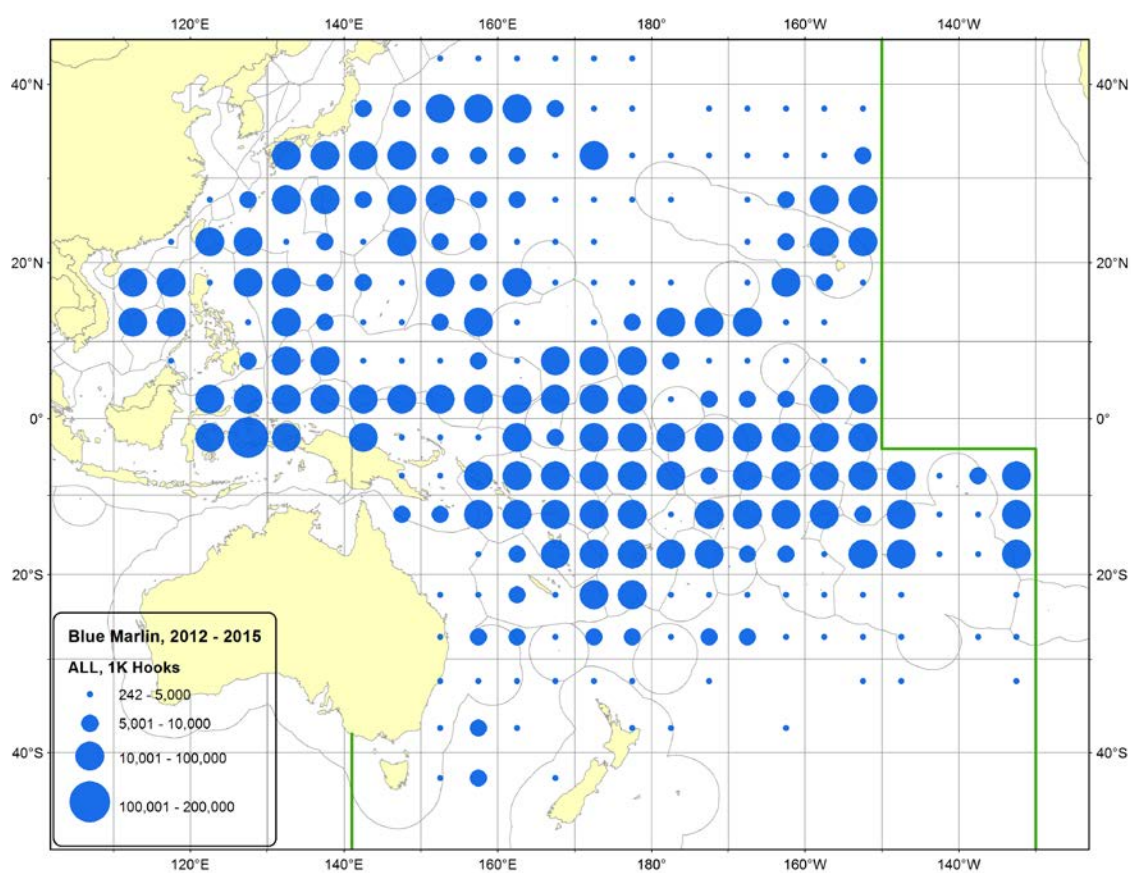 120°E 140°E 160°E 180° 160°W 140°W
40°N 40°N
20°N 20°N
0° 0°
20°S 20°S
Blue Marlin, 2012 - 2015
ALL, 1K Hooks
242 - 5,000
5,001 - 10,000
10,001 - 100,000
100,001 - 200,000
40°S 40°S
120°E 140°E 160°E 180° 160°W 140°W